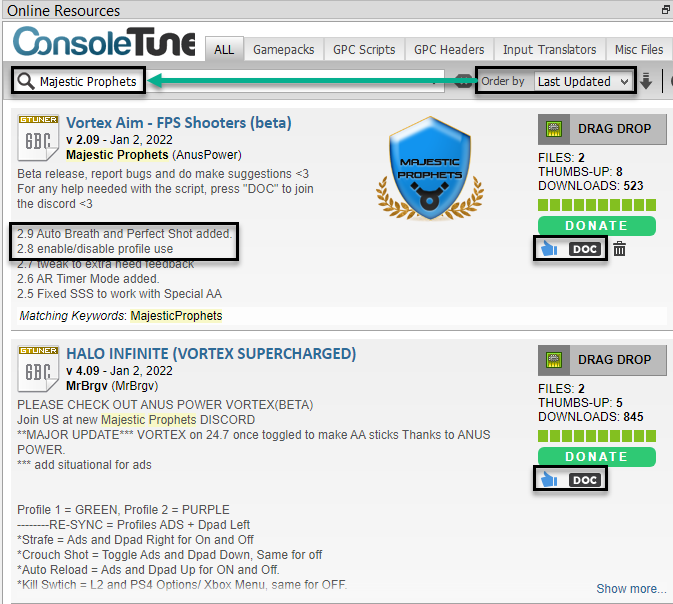 Online Resources
ConsoleTune
ALL
Gamepacks
GPC Scripts
GPC Headers
Input Translators
Misc Files
Majestic Prophets
Order by
Last Updated
GTUNER
GBC
Vortex Aim - FPS Shooters (beta)
v 2.09 - Jan 2, 2022
Majestic Prophets (AnusPower)
Beta release, report bugs and do make suggestions <3
For any help needed with the script, press "DOC" to join
the discord <3
2.9 Auto Breath and Perfect Shot added.
2.8 enable/disable profile use
2.7 tweak to extra need feedback
2.6 AR Timer Mode added.
2.5 Fixed SSS to work with Special AA
Matching Keywords: MajesticProphets
MAJESTIC
PROPHETS
DRAG DROP
FILES: 2
THUMBS-UP: 8
DOWNLOADS: 523
DONATE
DOC
GTUNER
GBC
HALO INFINITE (VORTEX SUPERCHARGED)
v 4.09 - Jan 2, 2022
MrBrgv (MrBrgv)
PLEASE CHECK OUT ANUS POWER VORTEX(BETA)
Join US at new Majestic Prophets DISCORD
**MAJOR UPDATE*** VORTEX on 24.7 once toggled to make AA sticks Thanks to ANUS
POWER.
*** add situational for ads
Profile 1 = GREEN, Profile 2 = PURPLE
--------RE-SYNC = Profiles ADS + Dpad Left
*Strafe = Ads and Dpad Right for On and Off
*Crouch Shot = Toggle Ads and Dpad Down, Same for off
*Auto Reload = Ads and Dpad Up for ON and Off.
*Kill Swtich = L2 and PS4 Options/ Xbox Menu, same for OFF.
DRAG DROP
FILES: 2
THUMBS-UP: 5
DOWNLOADS: 845
DONATE
DOC
Show more...